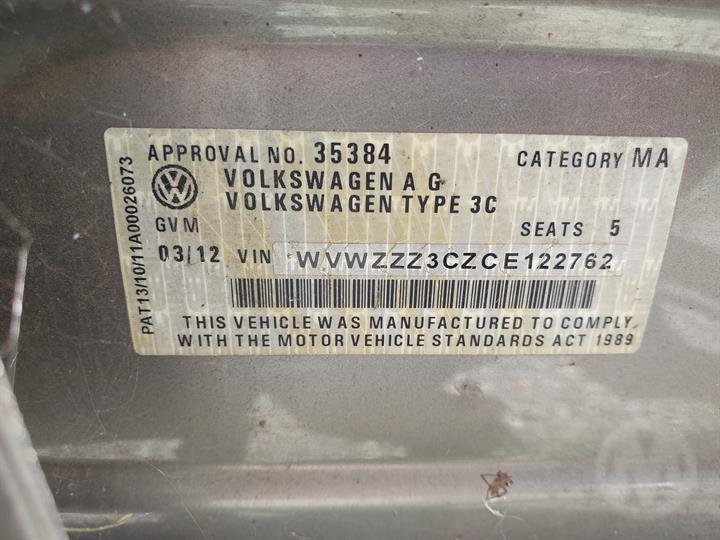 APPROVAL NO. 35384 CATEGORY MA
VOLKSWAGEN A G
VOLKSWAGEN TYPE 3C
GVM SEATS 5
03/12 VIN WVWZZZ3CZCE122762
THIS VEHICLE WAS MANUFACTURED TO COMPLY
WITH THE MOTOR VEHICLE STANDARDS ACT 1989
PAT13/10/11A00026073